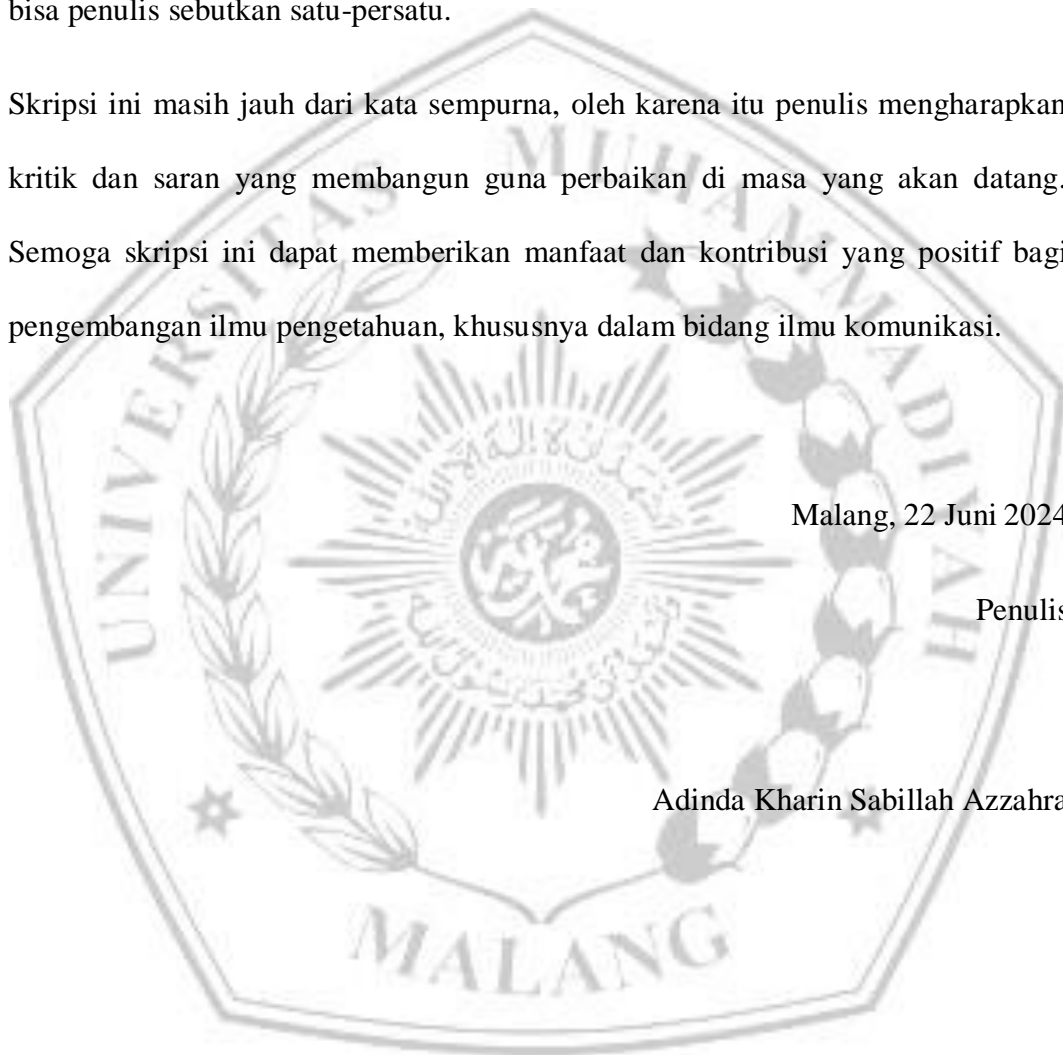 bisa penulis sebutkan satu-persatu.
Skripsi ini masih jauh dari kata sempurna, oleh karena itu penulis mengharapkan
kritik dan saran yang membangun guna perbaikan di masa yang akan datang.
Semoga skripsi ini dapat memberikan manfaat dan kontribusi yang positif bagi
pengembangan ilmu pengetahuan, khususnya dalam bidang ilmu komunikasi.
Malang, 22 Juni 2024
Penulis
Adinda Kharin Sabillah Azzahra
UNIVERSITAS MUHAMMADIYAH
MALANG